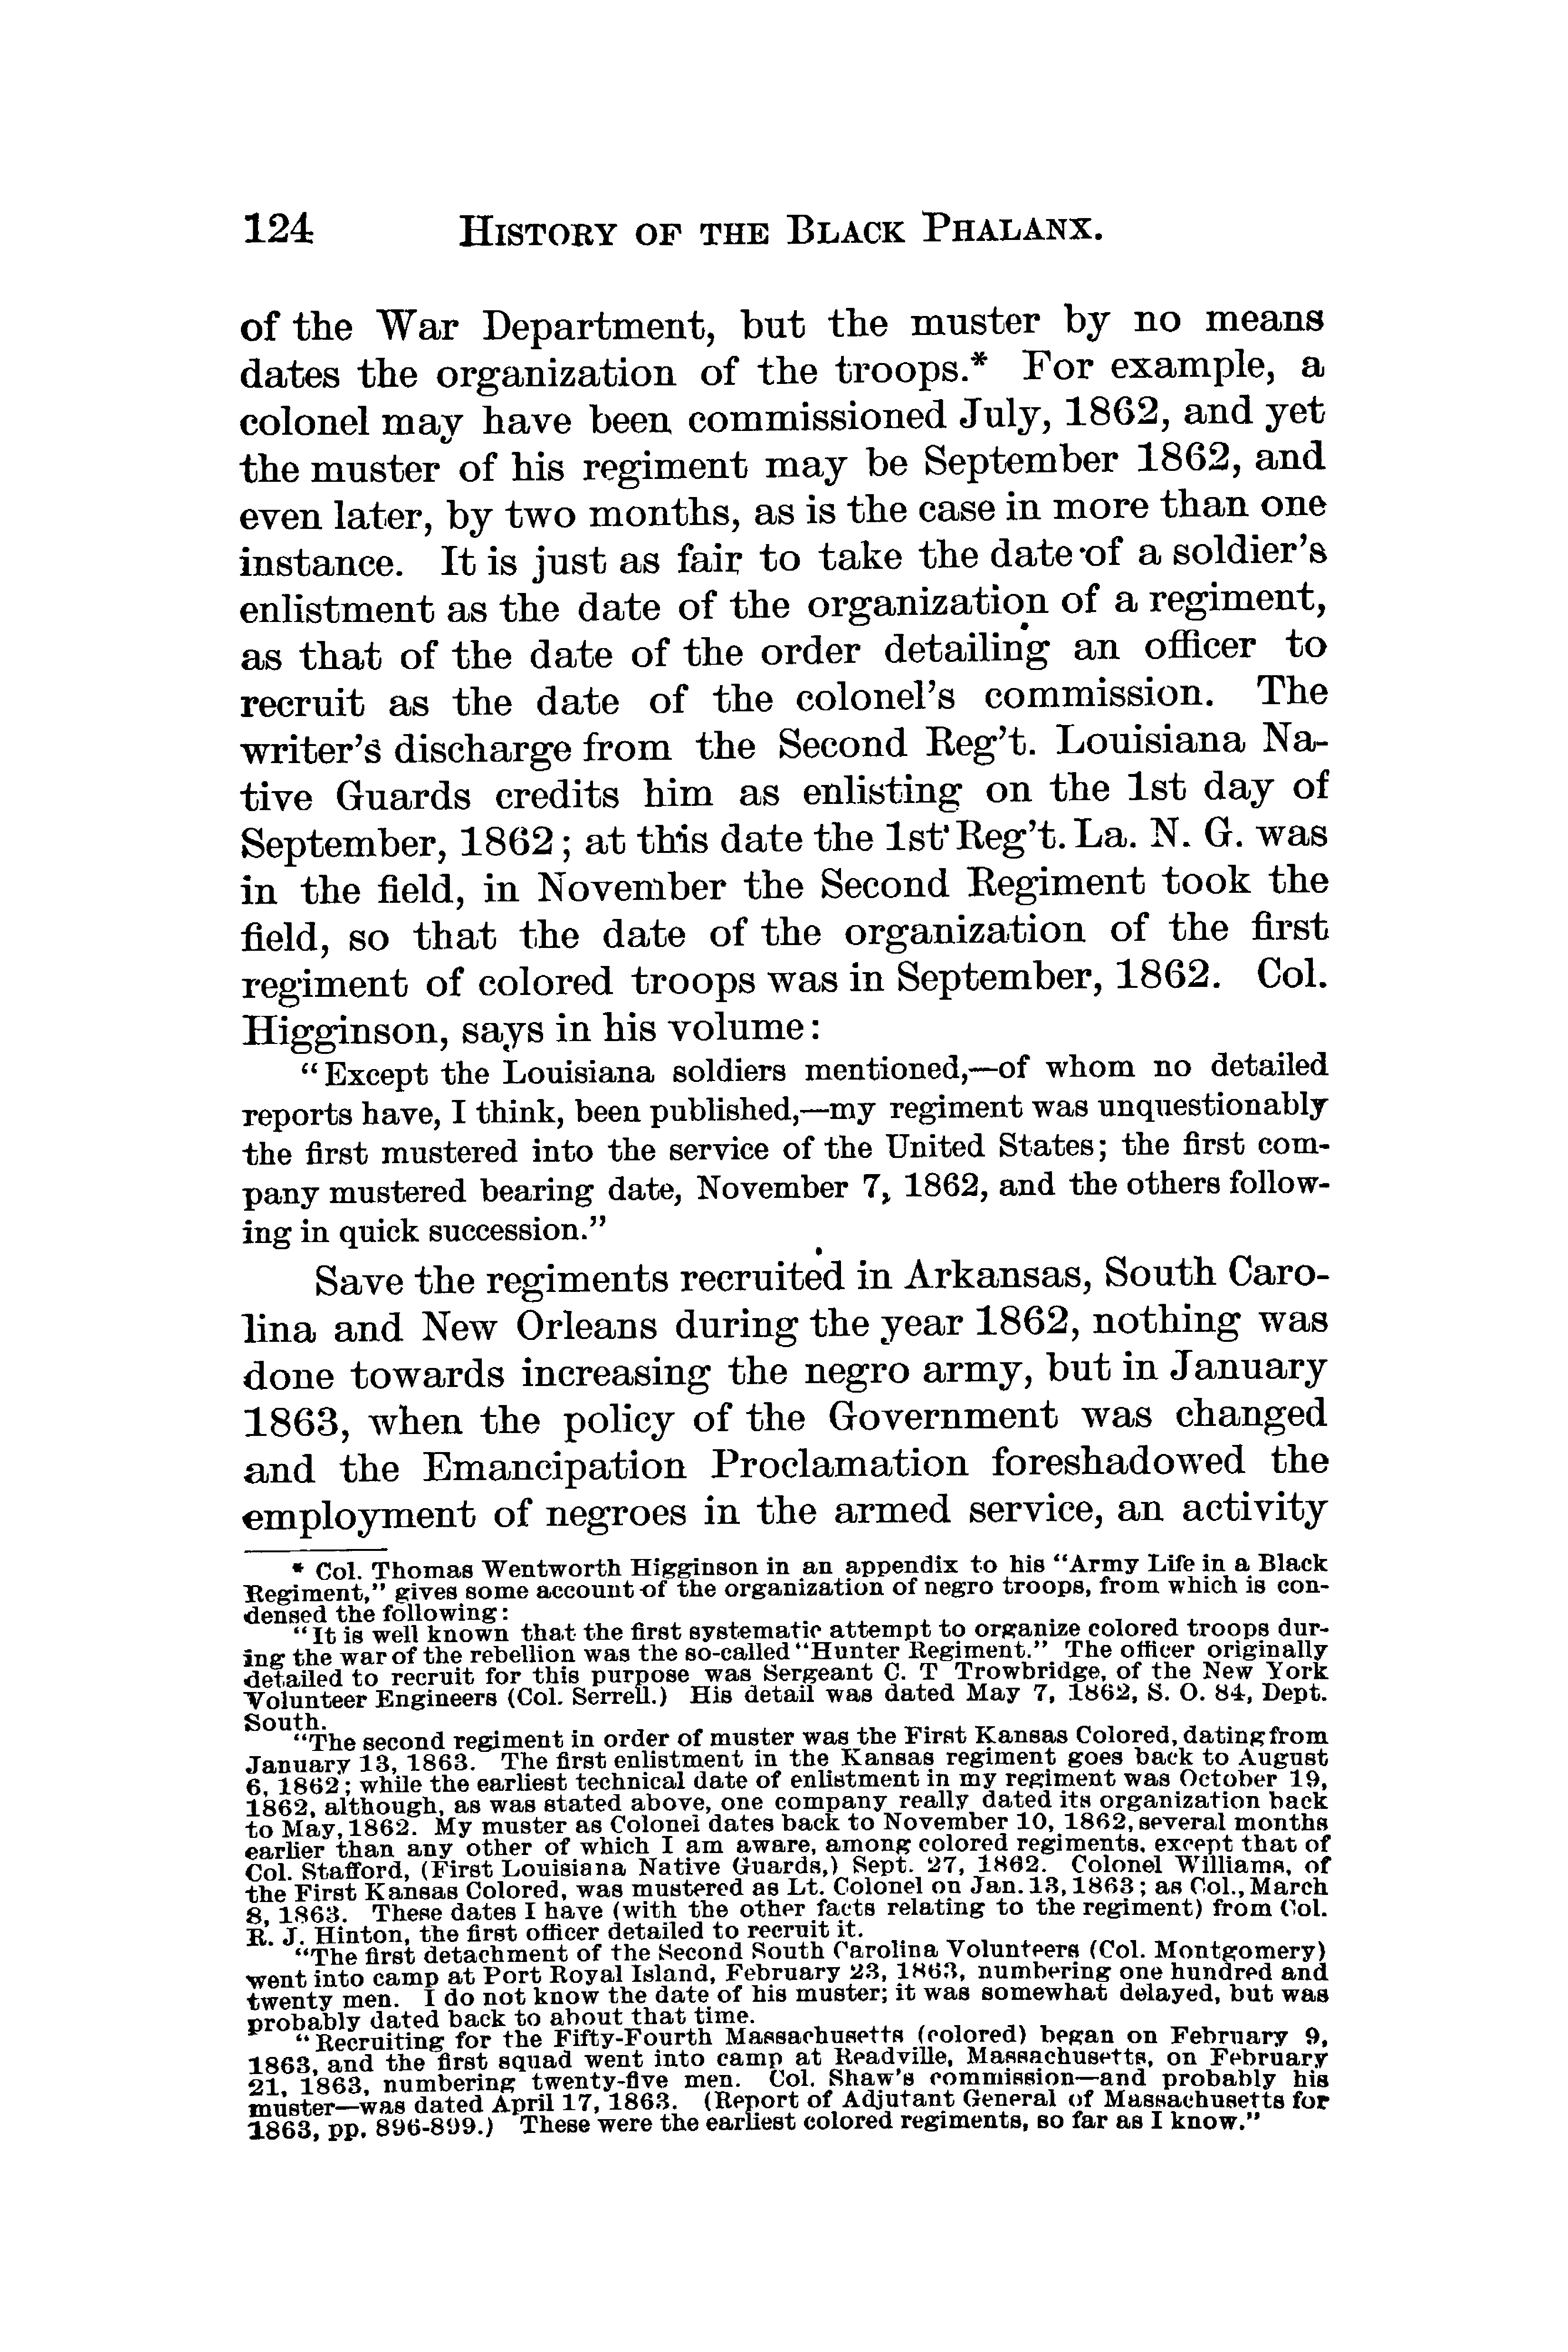 124 HISTORY OF THE BLACK PHALANX.
of the War Department, but the muster by no means
dates the organization of the troops.* For example, a
colonel may have been commissioned July, 1862, and yet
the muster of his regiment may be September 1862, and
even later, by two months, as is the case in more than one
instance. It is just as fair to take the date of a soldier's
enlistment as the date of the organization of a regiment,
as that of the date of the order detailing an officer to
recruit as the date of the colonel's commission. The
writer's discharge from the Second Reg't. Louisiana Na-
tive Guards credits him as enlisting on the 1st day of
September, 1862; at this date the 1st Reg't. La. N. G. was
in the field, in November the Second Regiment took the
field, so that the date of the organization of the first
regiment of colored troops was in September, 1862. Col.
Higginson, says in his volume:
"Except the Louisiana soldiers mentioned,—of whom no detailed
reports have, I think, been published,—my regiment was unquestionably
the first mustered into the service of the United States; the first com-
pany mustered bearing date, November 7, 1862, and the others follow-
ing in quick succession."
Save the regiments recruited in Arkansas, South Caro-
lina and New Orleans during the year 1862, nothing was
done towards increasing the negro army, but in January
1863, when the policy of the Government was changed
and the Emancipation Proclamation foreshadowed the
employment of negroes in the armed service, an activity
* Col. Thomas Wentworth Higginson in an appendix to his "Army Life in a Black
Regiment," gives some account of the organization of negro troops, from which is con-
densed the following:
"It is well known that the first systematic attempt to organize colored troops dur-
ing the war of the rebellion was the so-called "Hunter Regiment." The officer originally
detailed to recruit for this purpose was Sergeant C. T Trowbridge, of the New York
Volunteer Engineers (Col. Serrell.) His detail was dated May 7, 1862, S. O. 84, Dept.
South.
"The second regiment in order of muster was the First Kansas Colored, dating from
January 13, 1863. The first enlistment in the Kansas regiment goes back to August
6, 1862; while the earliest technical date of enlistment in my regiment was October 19,
1862, although, as was stated above, one company really dated its organization back
to May, 1862. My muster as Colonel dates back to November 10, 1862, several months
earlier than any other of which I am aware, among colored regiments, except that of
Col. Stafford, (First Louisiana Native Guards,) Sept. 27, 1862. Colonel Williams, of
the First Kansas Colored, was mustered as Lt. Colonel on Jan. 13, 1863; as Col., March
8, 1863. These dates I have (with the other facts relating to the regiment) from Col.
R. J. Hinton, the first officer detailed to recruit it.
"The first detachment of the Second South Carolina Volunteers (Col. Montgomery)
went into camp at Port Royal Island, February 23, 1863, numbering one hundred and
twenty men. I do not know the date of his muster; it was somewhat delayed, but was
probably dated back to about that time.
"Recruiting for the Fifty-Fourth Massachusetts (colored) began on February 9,
1863, and the first squad went into camp at Readville, Massachusetts, on February
21, 1863, numbering twenty-five men. Col. Shaw's commission—and probably his
muster—was dated April 17, 1863. (Report of Adjutant General of Massachusetts for
1863, pp. 896-899.) These were the earliest colored regiments, so far as I know."